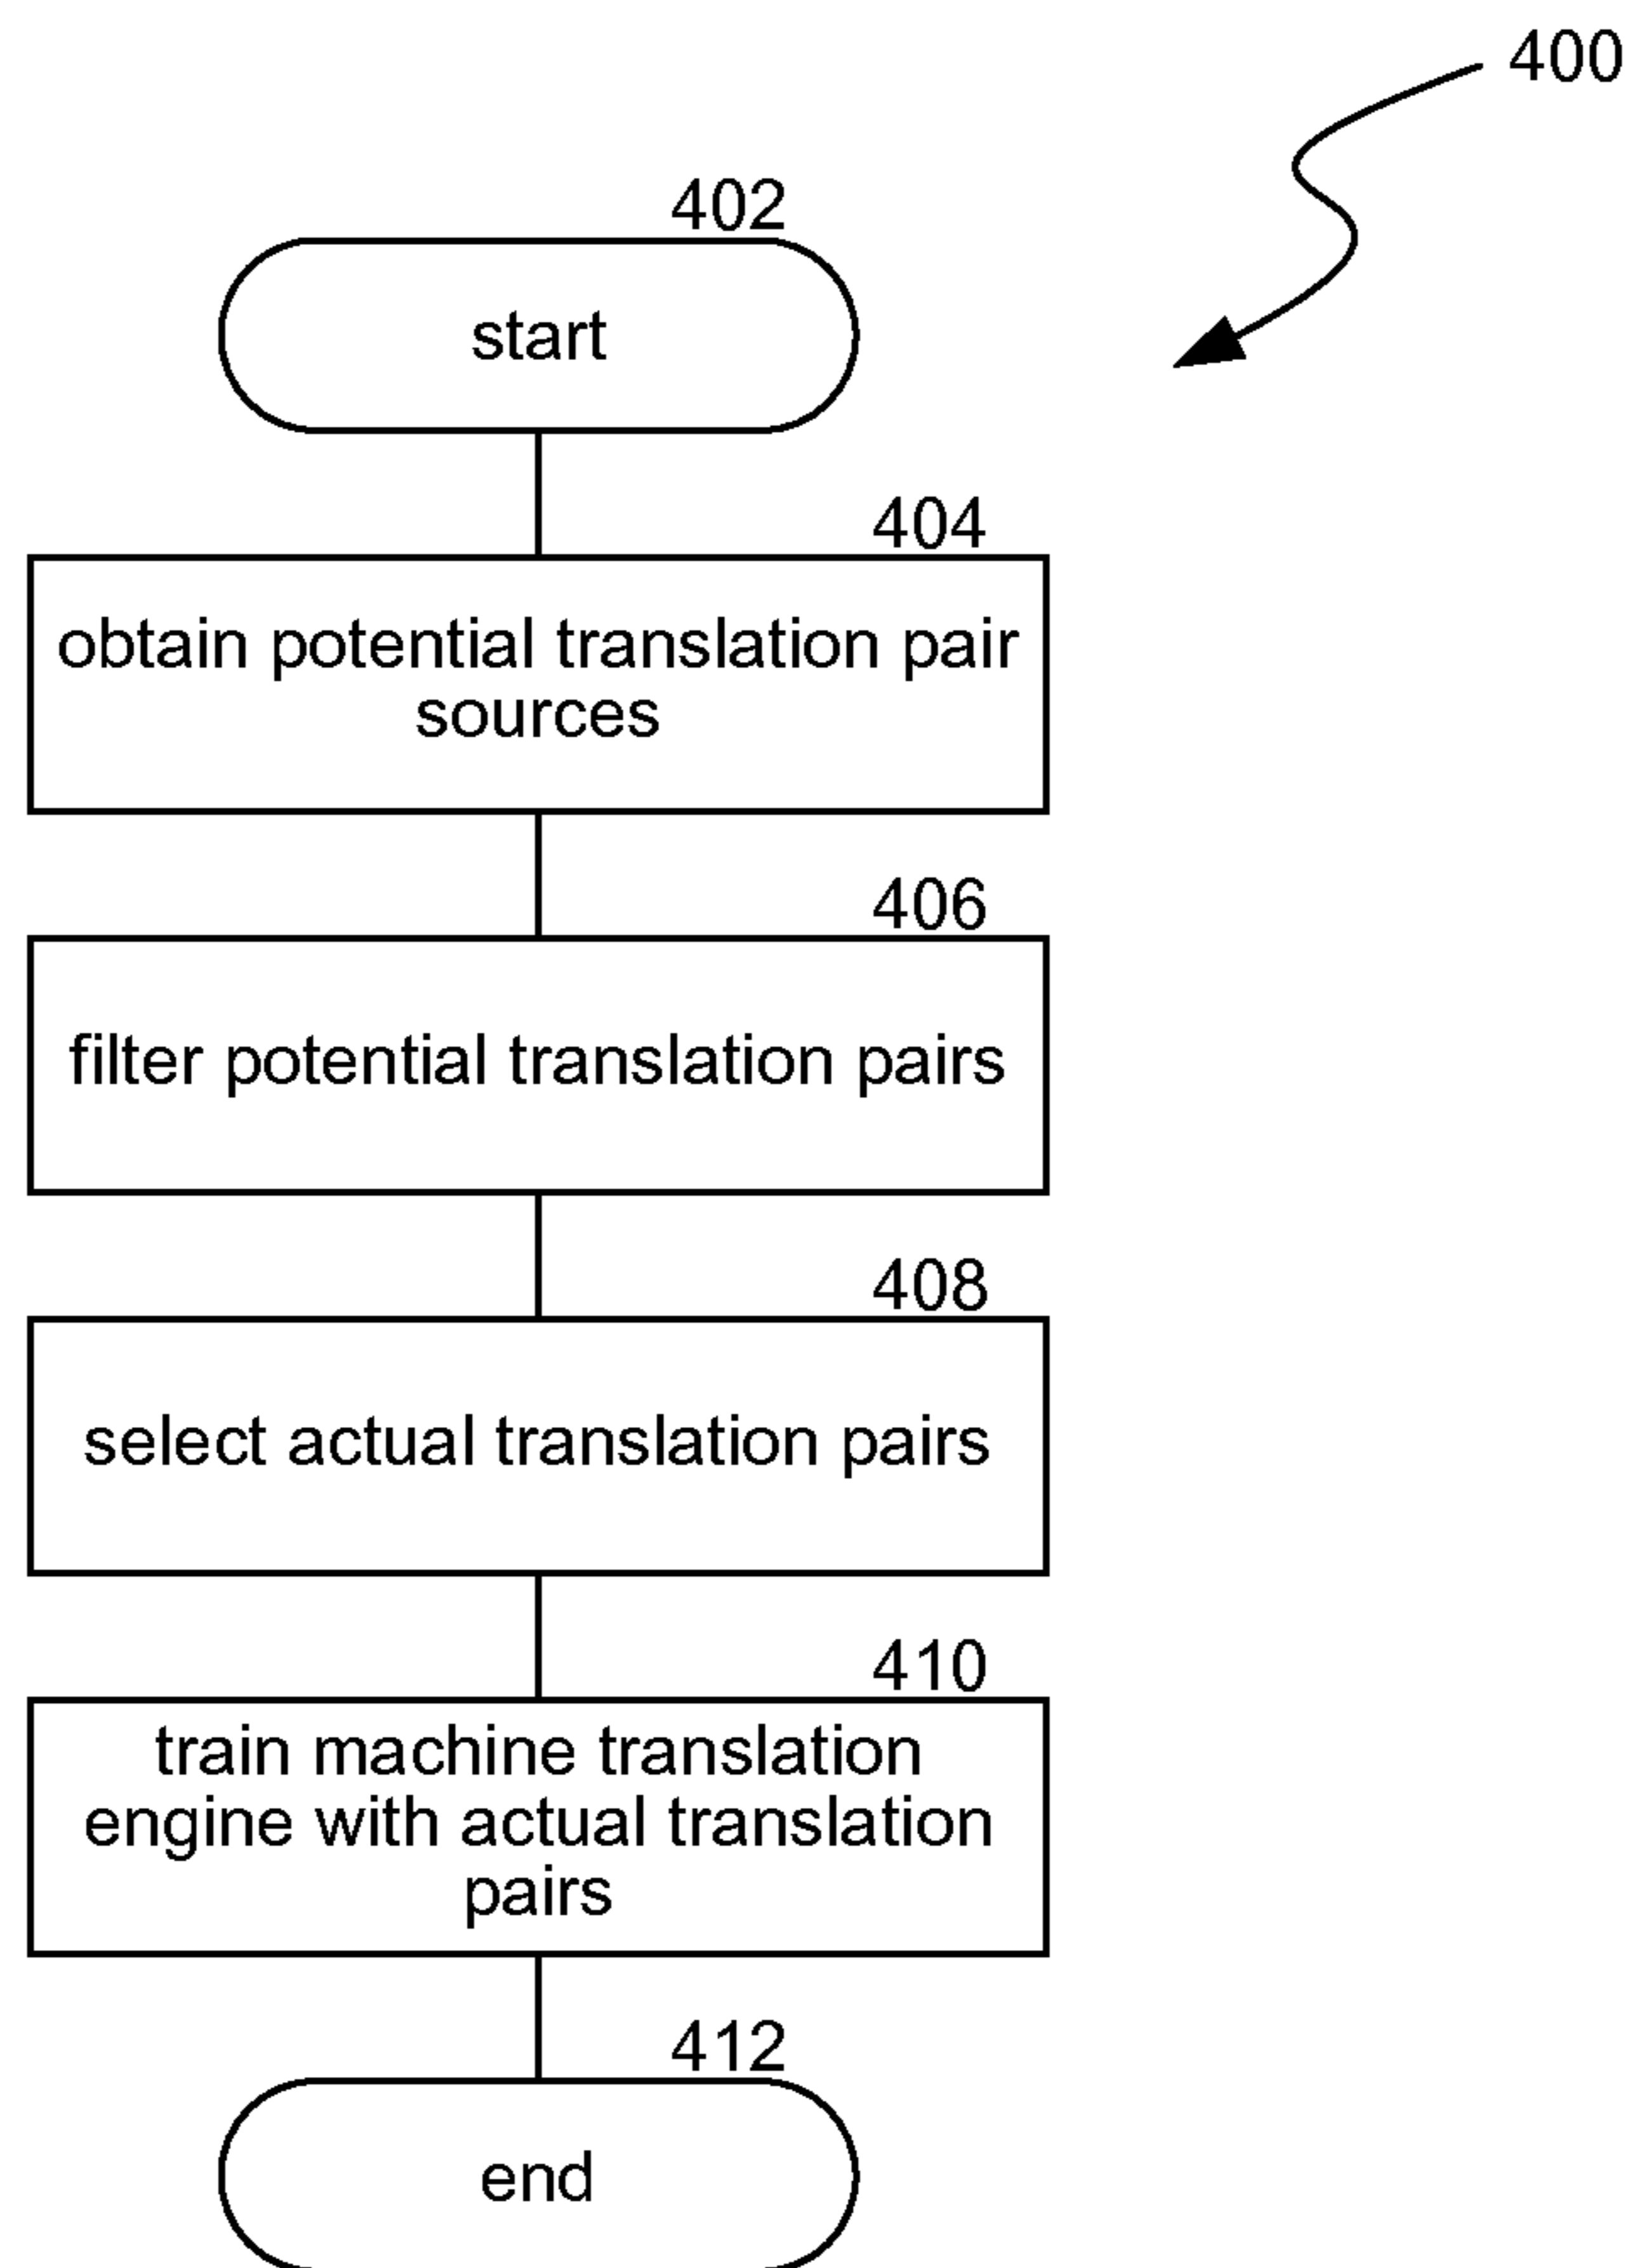 400
402
start
404
obtain potential translation pair
sources
406
filter potential translation pairs
408
select actual translation pairs
410
train machine translation
engine with actual translation
pairs
412
end